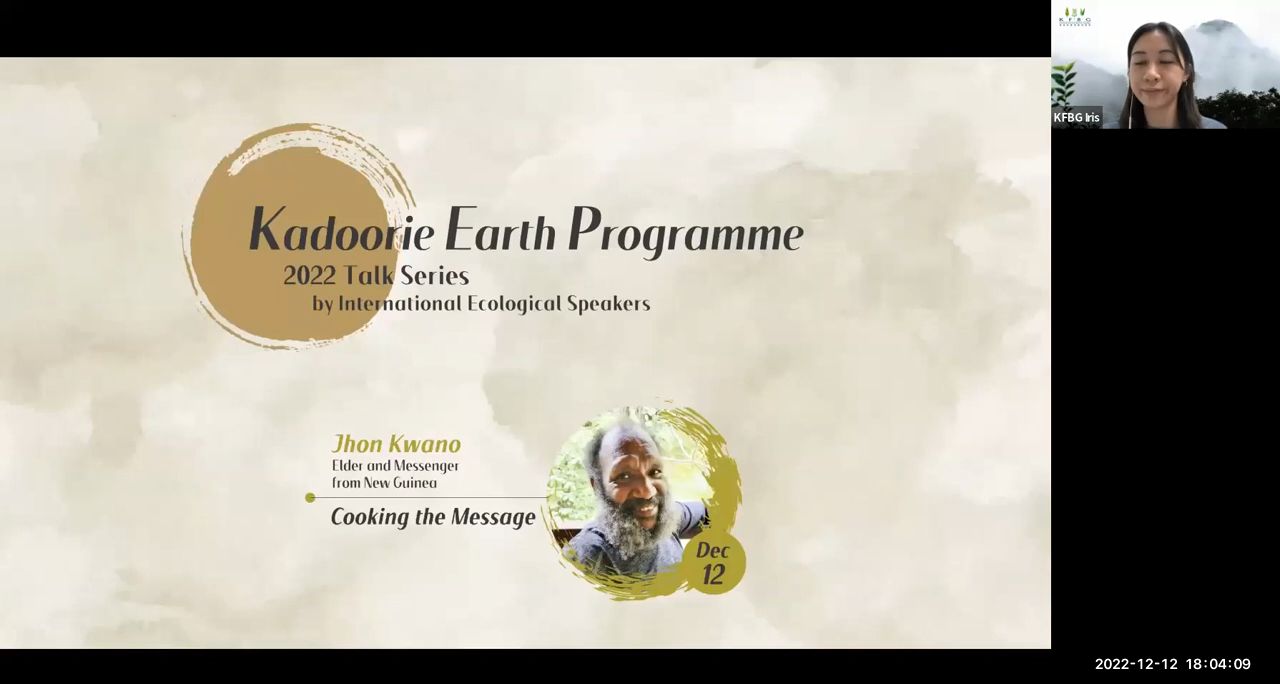 Kadoorie Earth Programme
2022 Talk Series
by International Ecological Speakers
Jhon Kwano
Elder and Messenger
from New Guinea
Cooking the Message
Dec
12
KFBG
KFBG Iris
2022-12-12 18:04:09